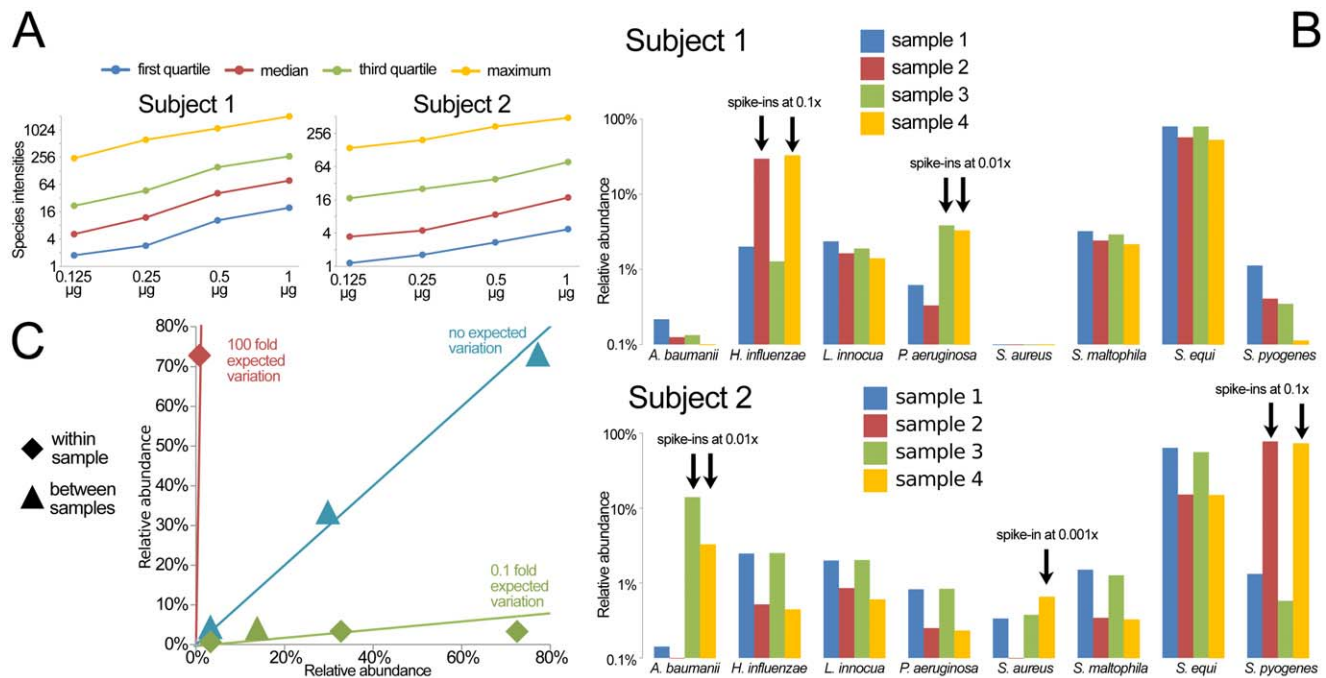 A
first quartile median third quartile maximum
Subject 1
Subject 2
Species intensities
1024
256
64
16
4
1
0.125 µg
0.25 µg
0.5 µg
1 µg
256
64
16
4
1
0.125 µg
0.25 µg
0.5 µg
1 µg
B
Subject 1
sample 1
sample 2
sample 3
sample 4
spike-ins at 0.1x
spike-ins at 0.01x
Relative abundance
100%
10%
1%
0.1%
A. baumanii H. influenzae L. innocua P. aeruginosa S. aureus S. maltophila S. equi S. pyogenes
Subject 2
sample 1
sample 2
sample 3
sample 4
spike-ins at 0.01x
spike-in at 0.001x
spike-ins at 0.1x
Relative abundance
100%
10%
1%
0.1%
A. baumanii H. influenzae L. innocua P. aeruginosa S. aureus S. maltophila S. equi S. pyogenes
C
within
sample
between
samples
Relative abundance
80%
70%
60%
50%
40%
30%
20%
10%
0%
100 fold
expected
variation
no expected
variation
0.1 fold
expected
variation
0% 20% 40% 60% 80%
Relative abundance